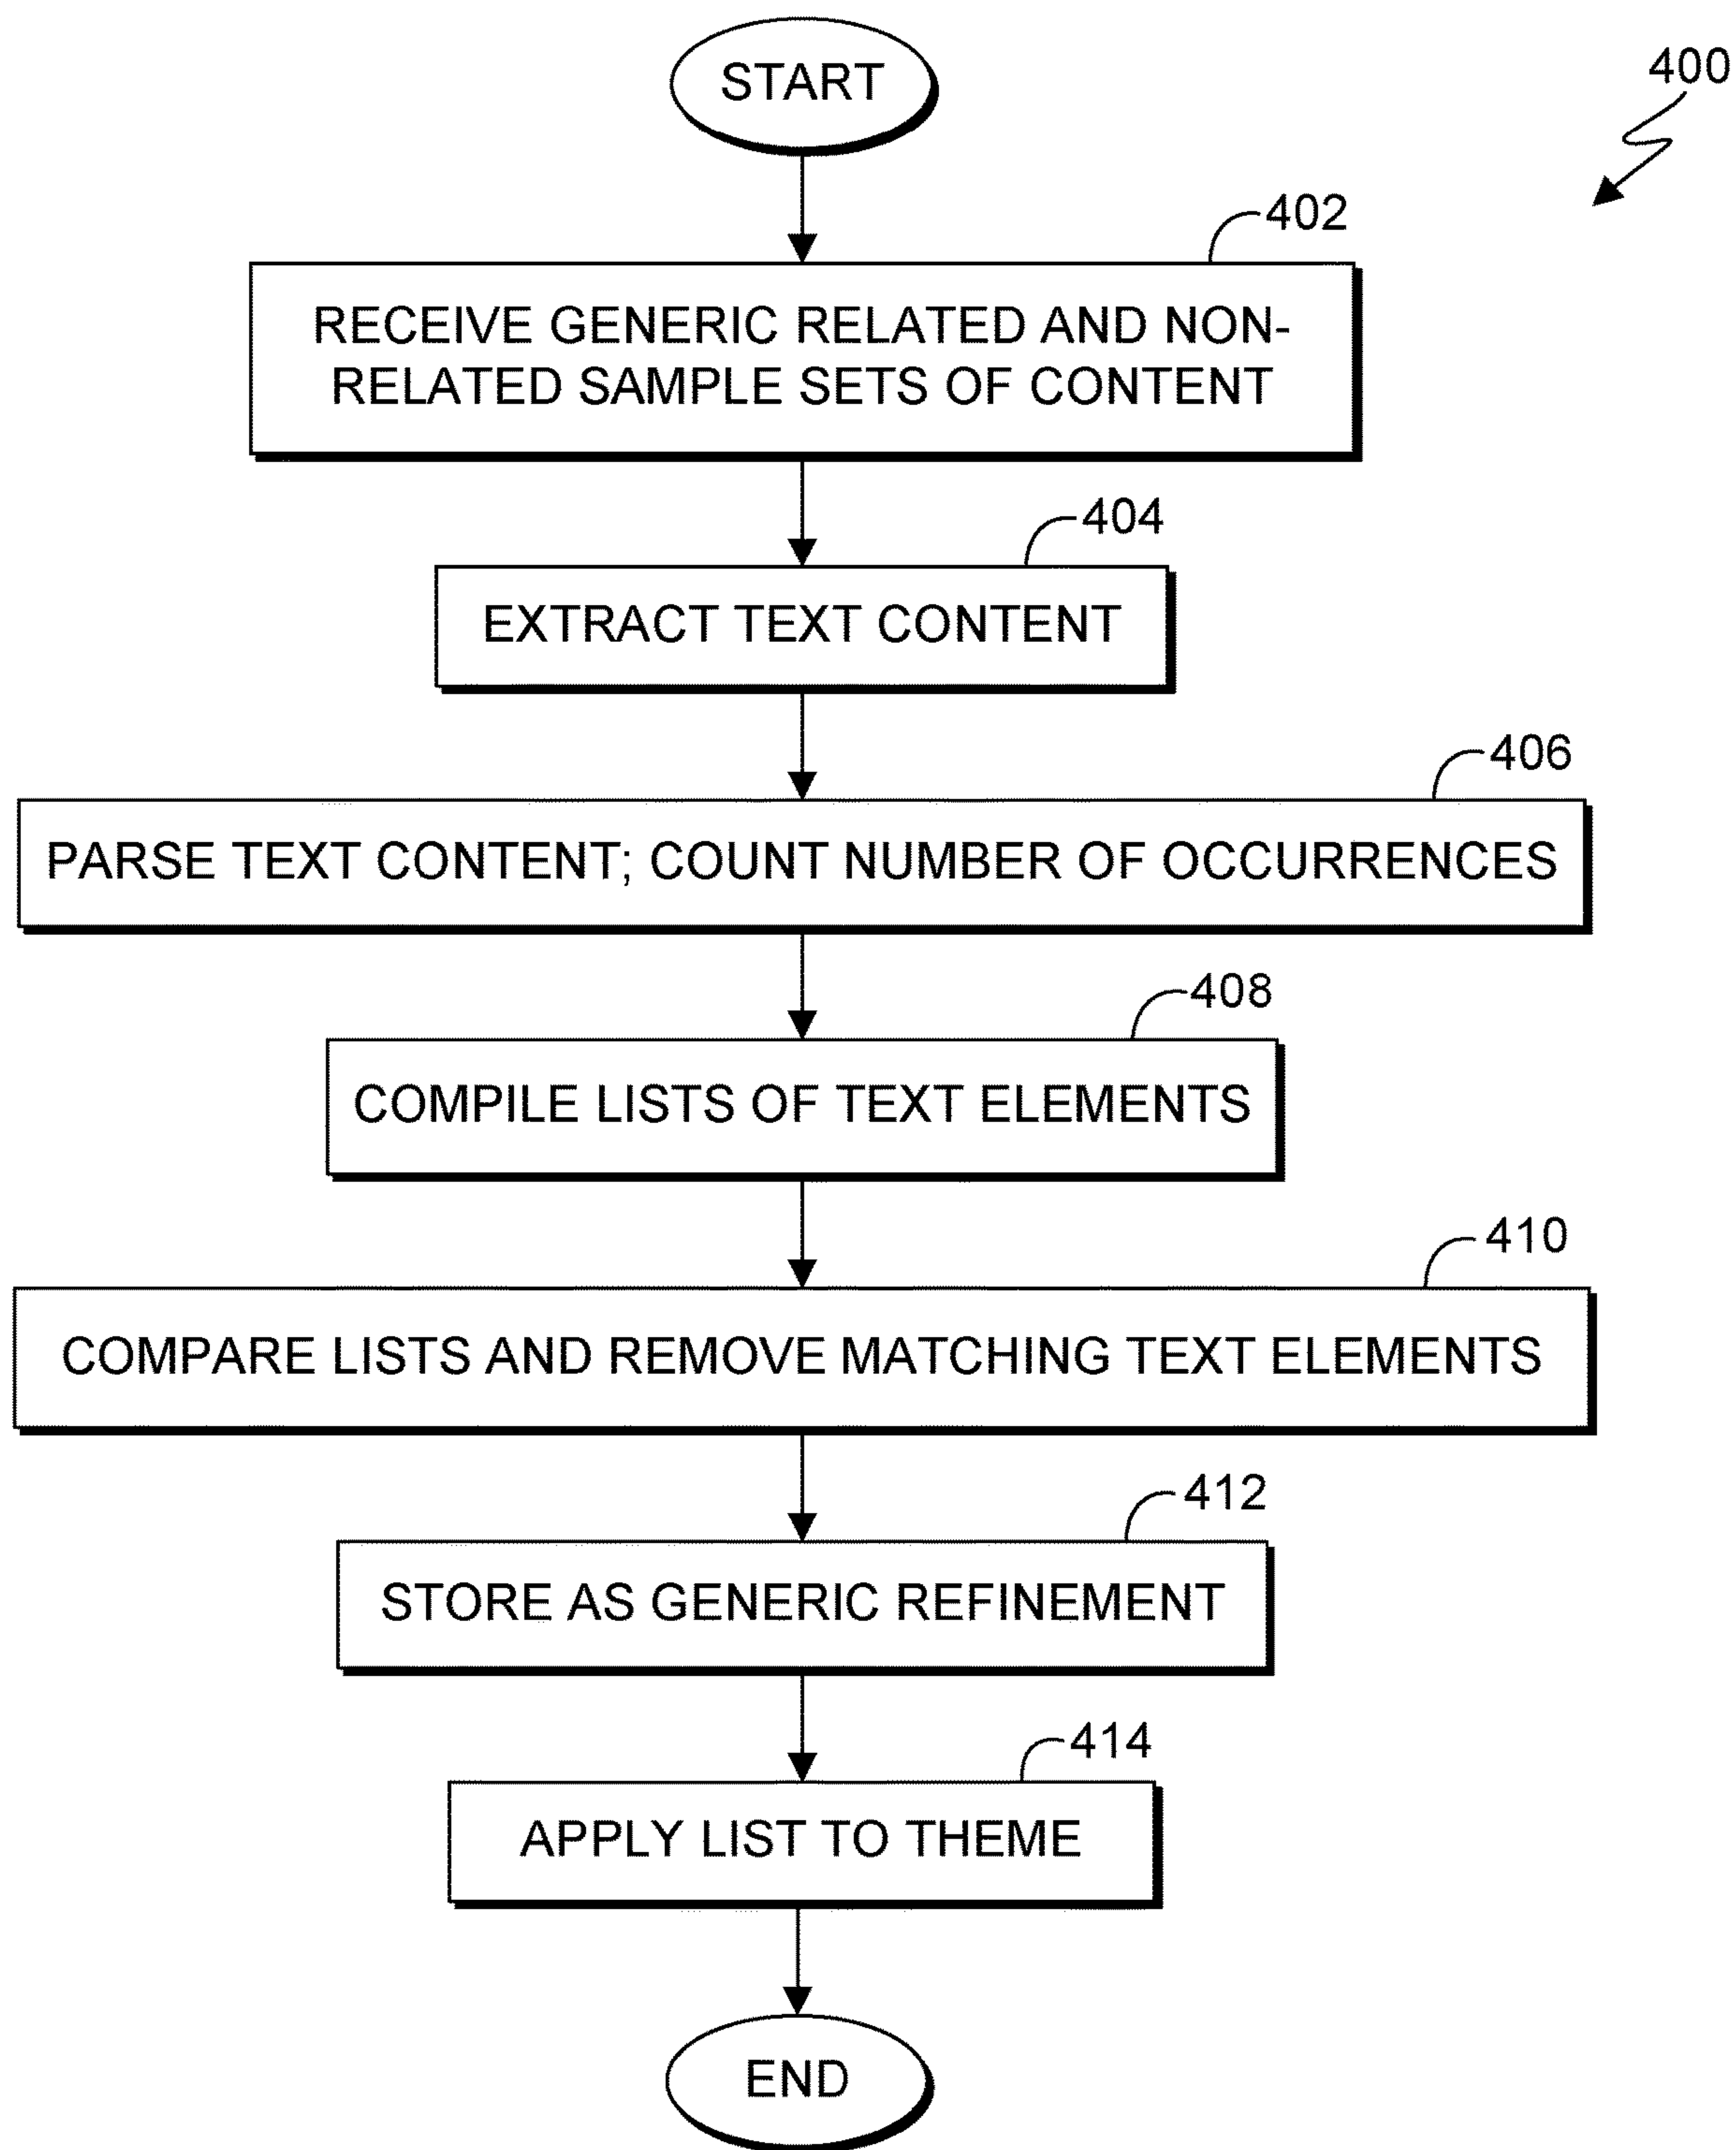 START
400
402
RECEIVE GENERIC RELATED AND NON-
RELATED SAMPLE SETS OF CONTENT
404
EXTRACT TEXT CONTENT
406
PARSE TEXT CONTENT; COUNT NUMBER OF OCCURRENCES
408
COMPILE LISTS OF TEXT ELEMENTS
410
COMPARE LISTS AND REMOVE MATCHING TEXT ELEMENTS
412
STORE AS GENERIC REFINEMENT
414
APPLY LIST TO THEME
END